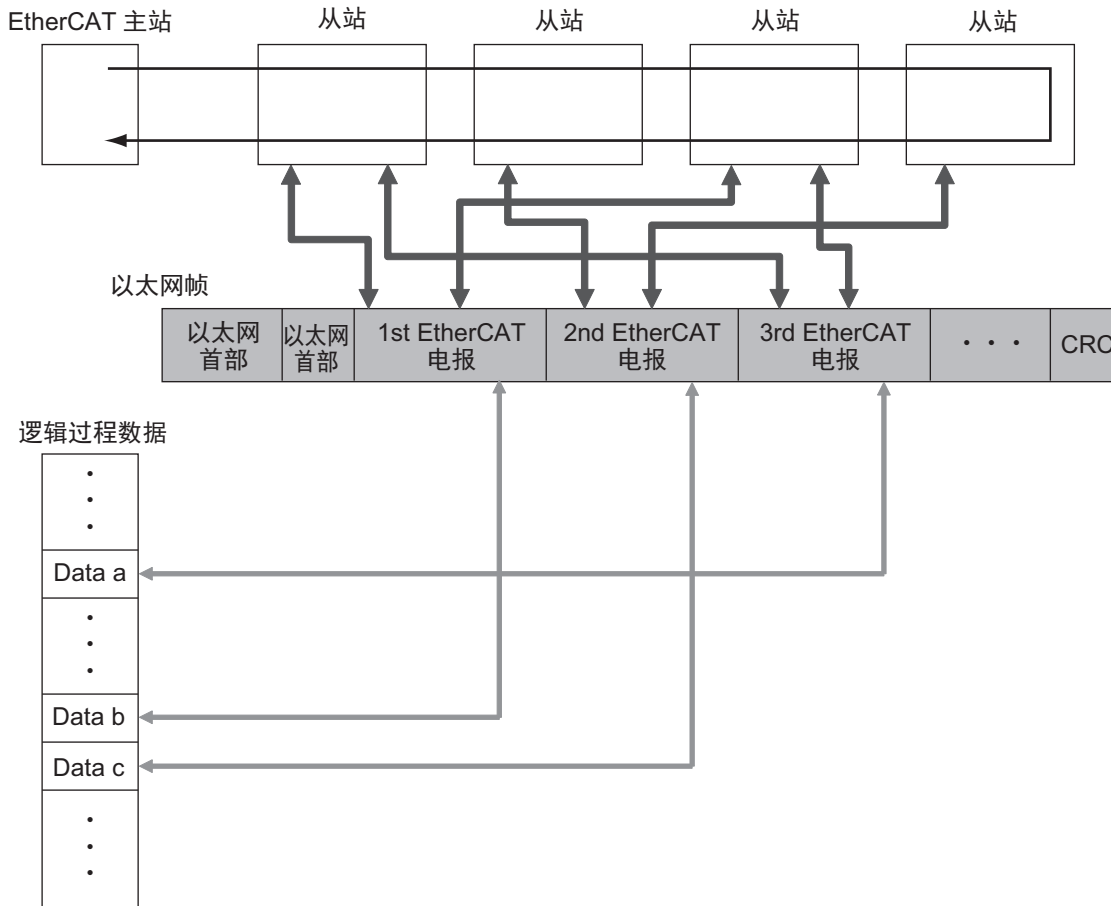 EtherCAT 主站
从站
从站
从站
从站
以太网帧
以太网
首部
以太网
首部
1st EtherCAT
电报
2nd EtherCAT
电报
3rd EtherCAT
电报
・・・
CRC
逻辑过程数据
Data a
Data b
Data c